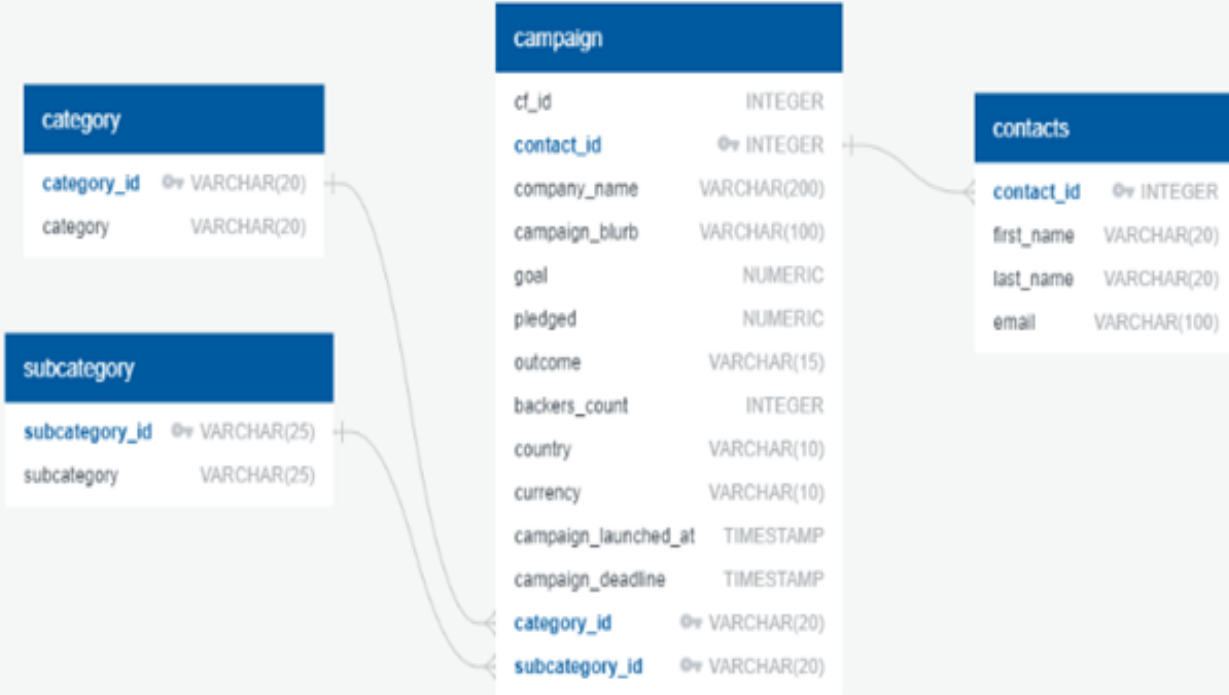 category
category_id VARCHAR(20)
category VARCHAR(20)
subcategory
subcategory_id VARCHAR(25)
subcategory VARCHAR(25)
campaign
cf_id INTEGER
contact_id INTEGER
company_name VARCHAR(200)
campaign_blurb VARCHAR(100)
goal NUMERIC
pledged NUMERIC
outcome VARCHAR(15)
backers_count INTEGER
country VARCHAR(10)
currency VARCHAR(10)
campaign_launched_at TIMESTAMP
campaign_deadline TIMESTAMP
category_id VARCHAR(20)
subcategory_id VARCHAR(20)
contacts
contact_id INTEGER
first_name VARCHAR(20)
last_name VARCHAR(20)
email VARCHAR(100)